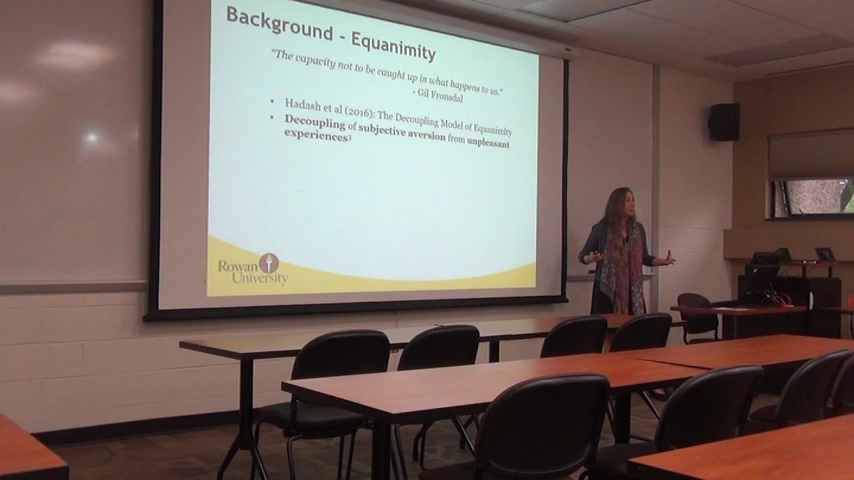 Background - Equanimity
"The capacity not to be caught up in what happens to us."
- Gil Fronsdal
• Hadash et al (2016): The Decoupling Model of Equanimity
• Decoupling of subjective aversion from unpleasant
experiences³
Rowan
University